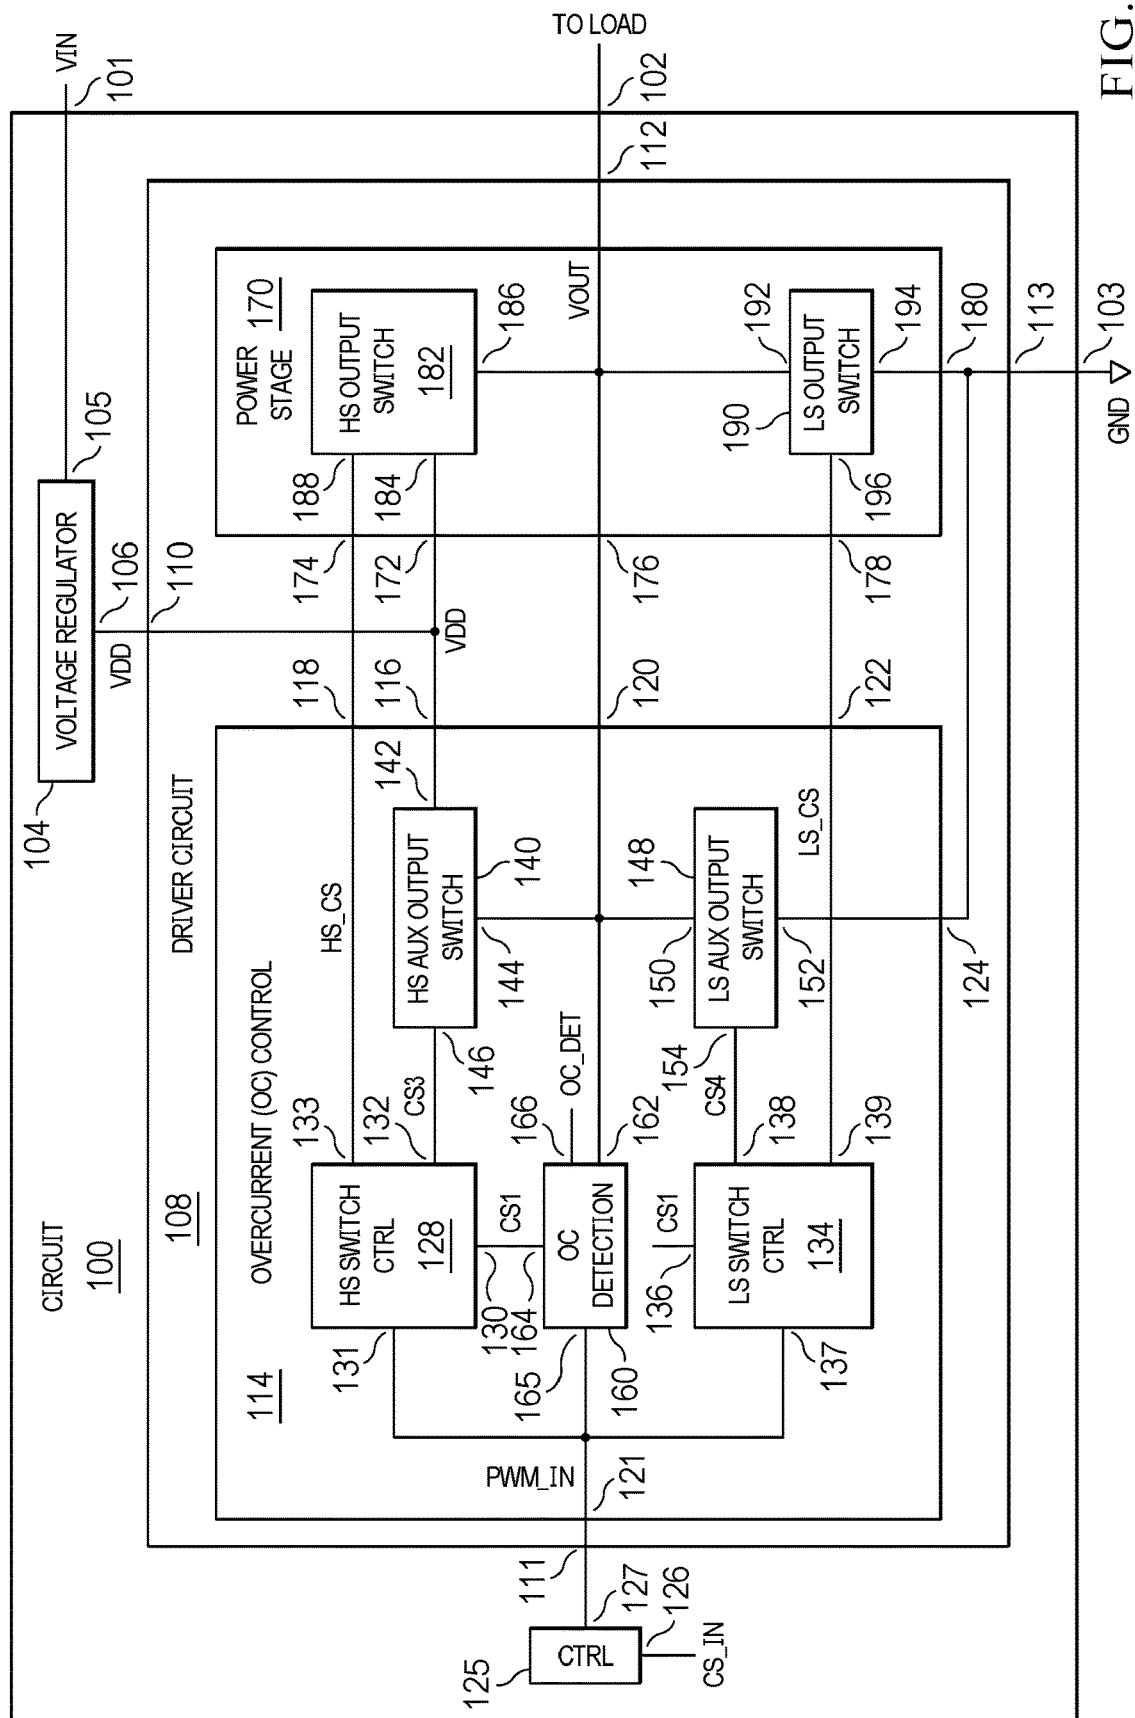 CIRCUIT
100
VOLTAGE REGULATOR
104
105
106
VDD
110
VIN
101
DRIVER CIRCUIT
108
OVERCURRENT (OC) CONTROL
114
POWER
STAGE
170
HS SWITCH
CTRL
128
133
132
131
130
HS_CS
CS3
CS1
HS AUX OUTPUT
SWITCH
140
142
144
146
118
116
VDD
174
172
188
184
HS OUTPUT
SWITCH
182
186
VOUT
TO LOAD
112
102
CTRL
125
127
126
CS_IN
111
121
PWM_IN
165
164
OC
DETECTION
160
166
162
OC_DET
120
176
LS SWITCH
CTRL
134
CS1
136
137
138
139
CS4
LS_CS
LS AUX OUTPUT
SWITCH
148
150
152
154
122
178
124
LS OUTPUT
SWITCH
190
192
194
196
180
113
103
GND
FIG.